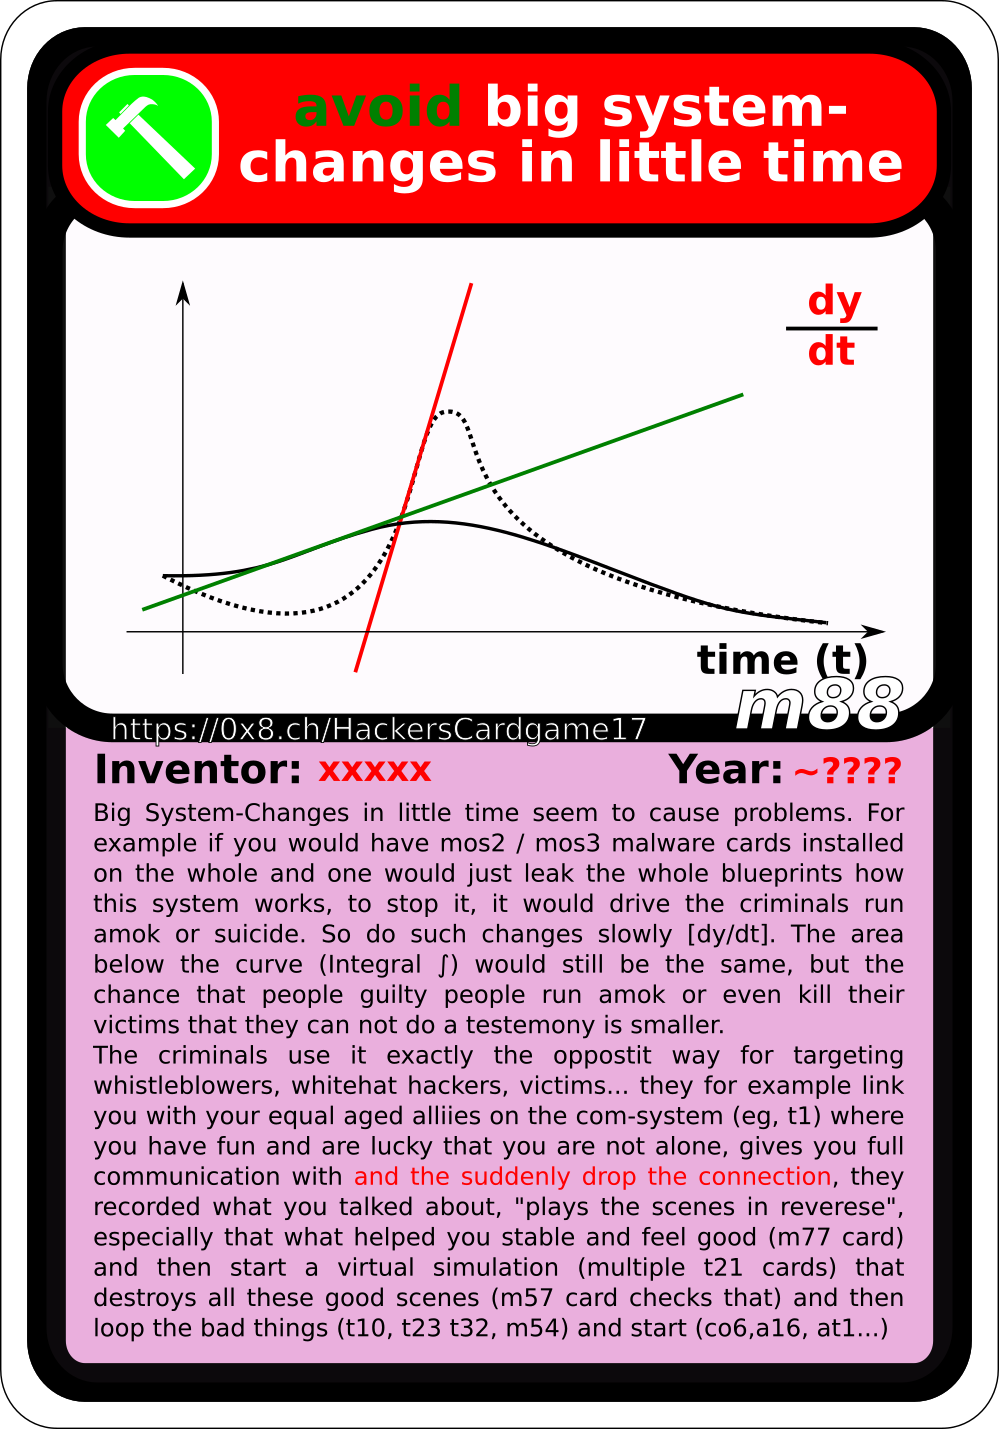 avoid big system-
changes in little time
dy
dt
time (t)
m88
https://0x8.ch/HackersCardgame17
Inventor: xxxxx Year: ~????
Big System-Changes in little time seem to cause problems. For
example if you would have mos2 / mos3 malware cards installed
on the whole and one would just leak the whole blueprints how
this system works, to stop it, it would drive the criminals run
amok or suicide. So do such changes slowly [dy/dt]. The area
below the curve (Integral ∫) would still be the same, but the
chance that people guilty people run amok or even kill their
victims that they can not do a testemony is smaller.
The criminals use it exactly the oppostit way for targeting
whistleblowers, whitehat hackers, victims... they for example link
you with your equal aged alliies on the com-system (eg, t1) where
you have fun and are lucky that you are not alone, gives you full
communication with and the suddenly drop the connection, they
recorded what you talked about, "plays the scenes in reverese",
especially that what helped you stable and feel good (m77 card)
and then start a virtual simulation (multiple t21 cards) that
destroys all these good scenes (m57 card checks that) and then
loop the bad things (t10, t23 t32, m54) and start (co6,a16, at1...)